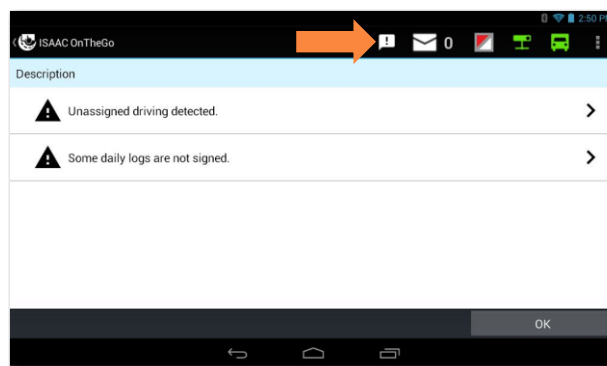 2:50 P
ISAAC OnTheGo
0
Description
Unassigned driving detected.
Some daily logs are not signed.
OK